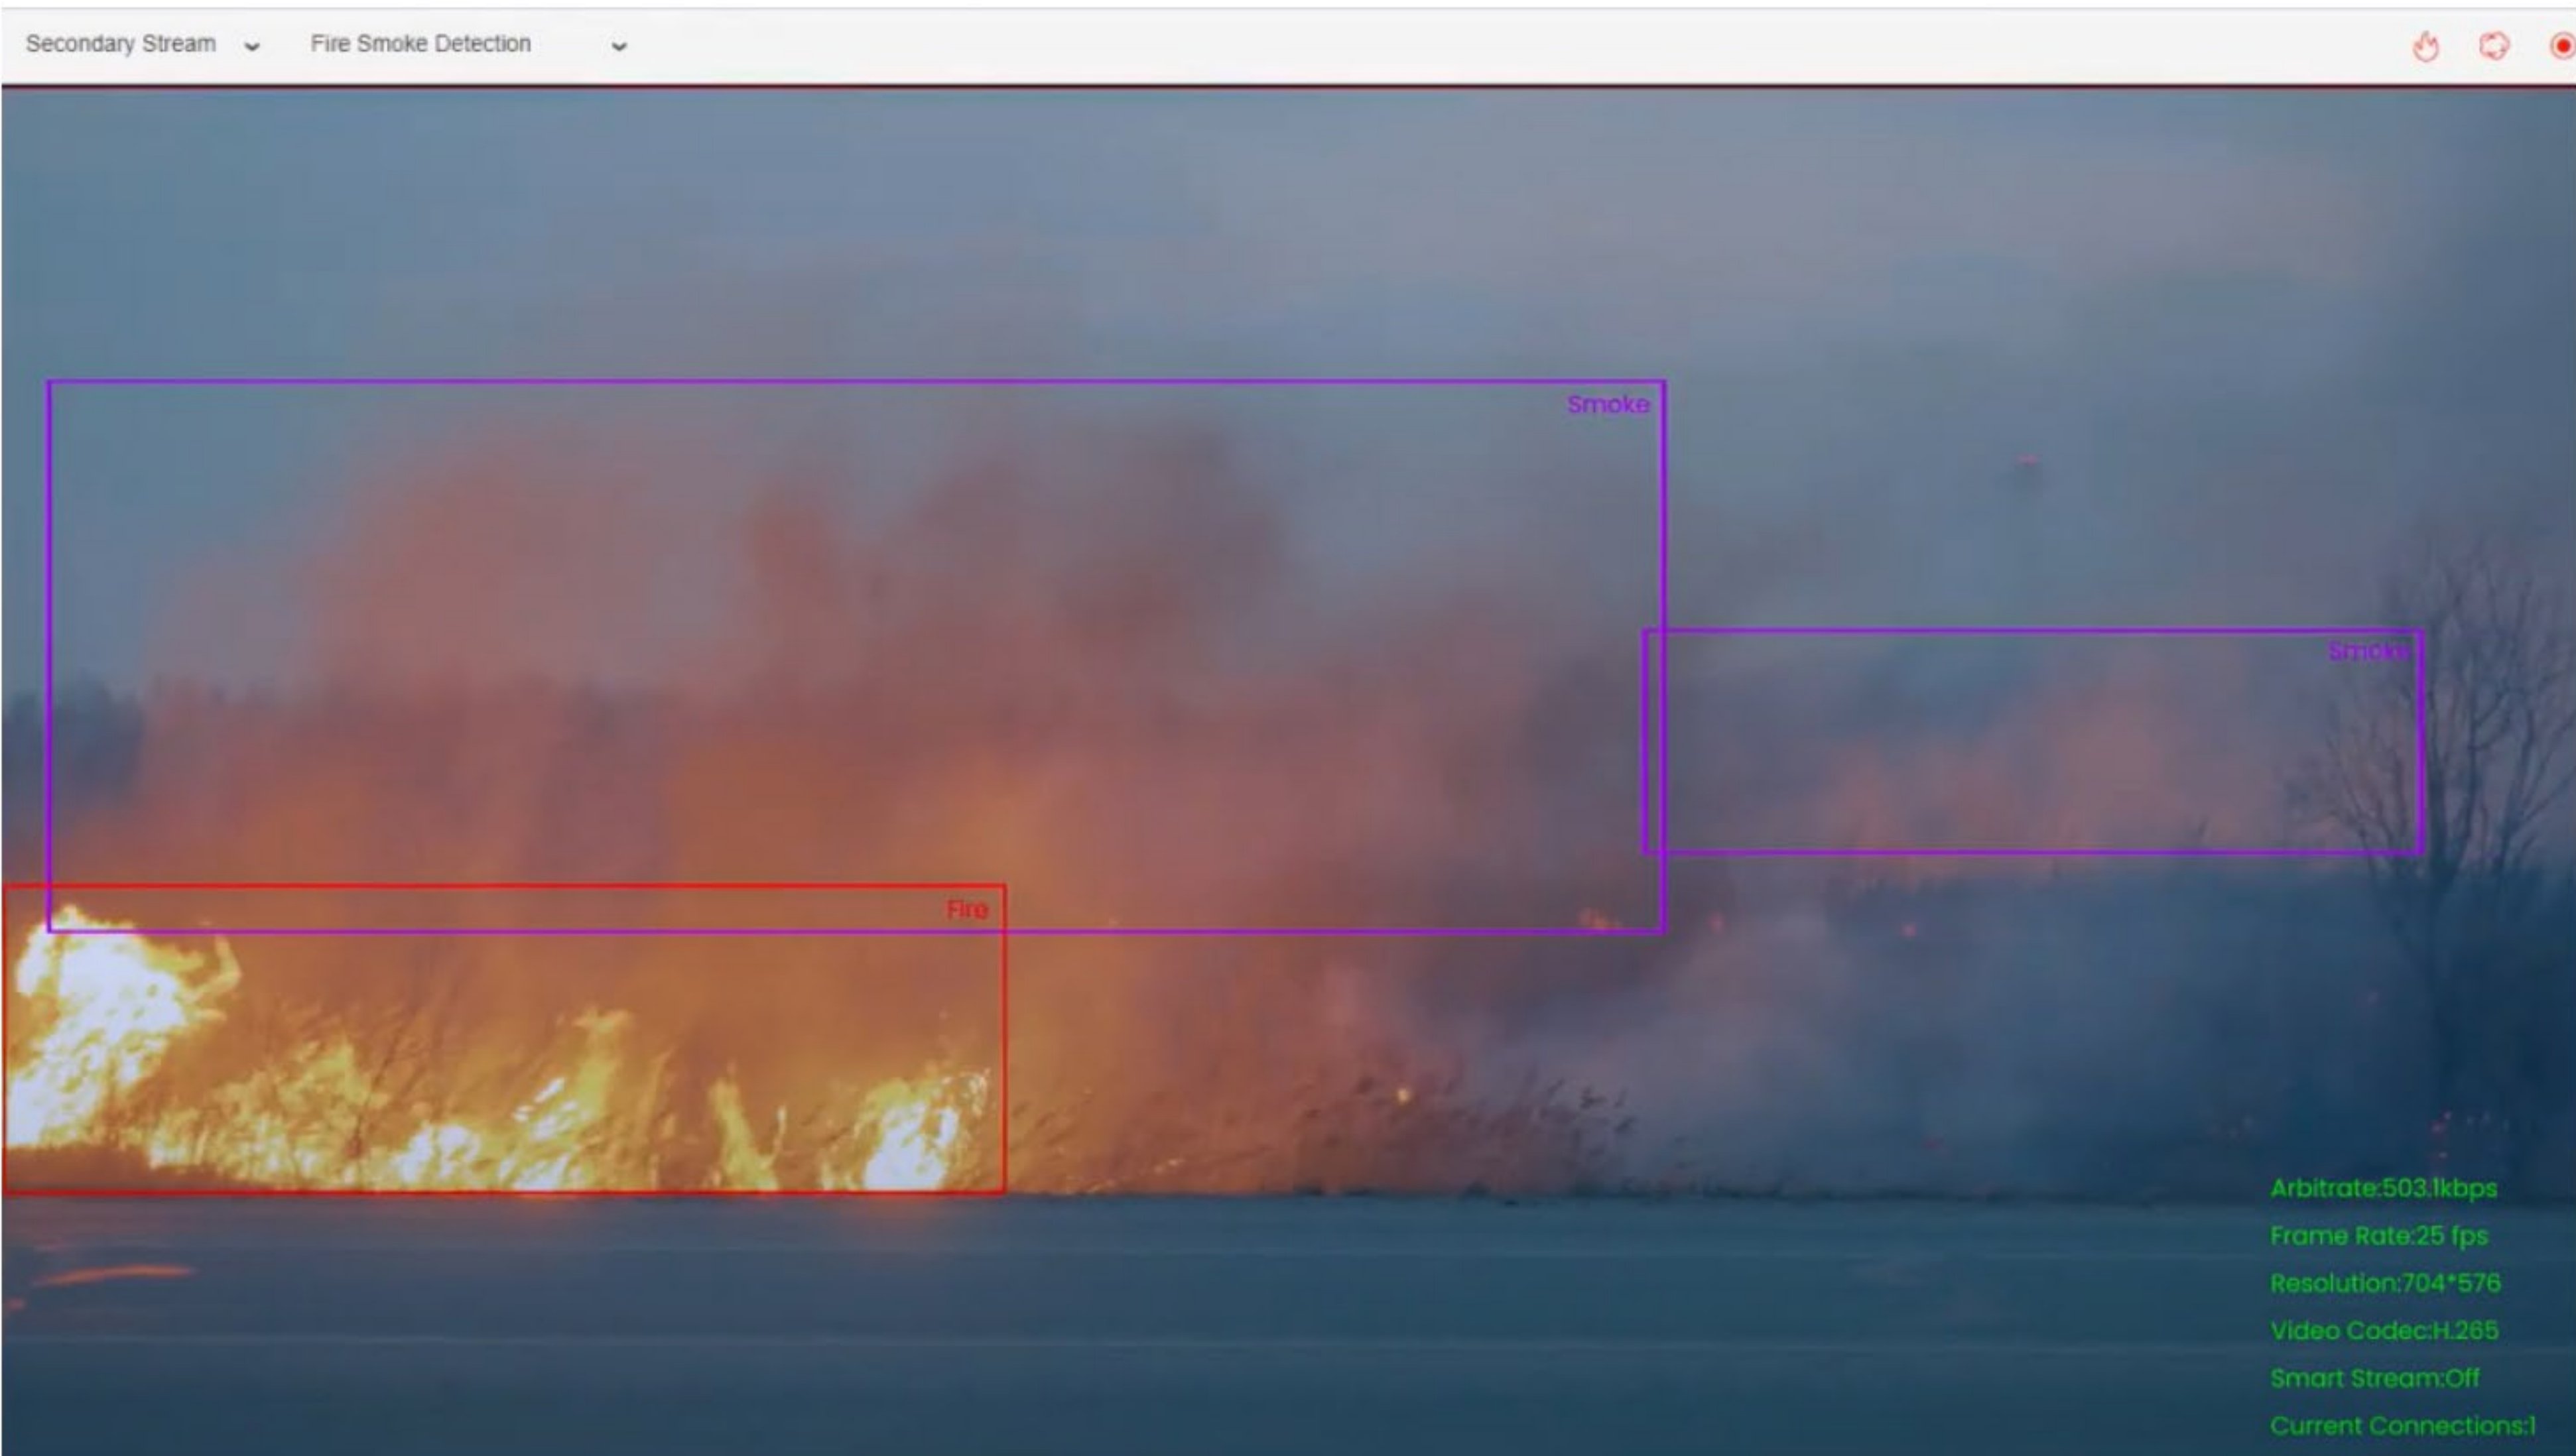 Secondary Stream
Fire Smoke Detection
Smoke
Smoke
Fire
Arbitrate:503.1kbps
Frame Rate:25 fps
Resolution:704*576
Video Codec:H.265
Smart Stream:Off
Current Connections:1